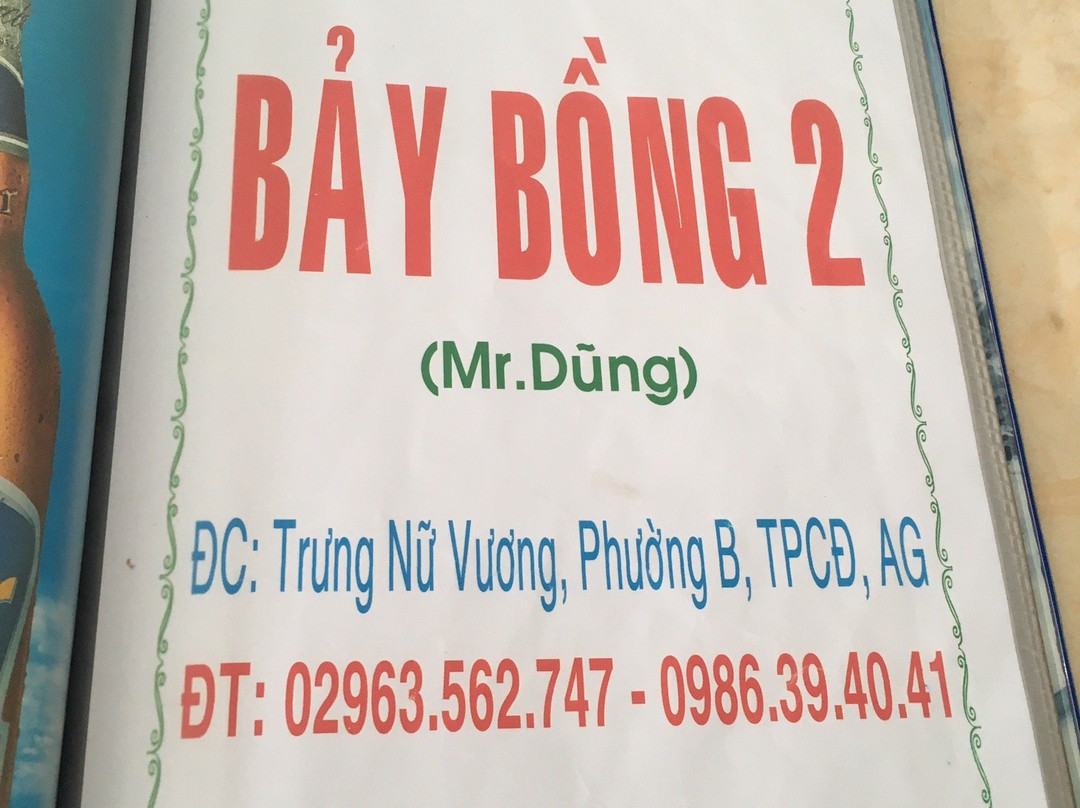 BẢY BỒNG 2
(Mr.Dũng)
ĐC: Trưng Nữ Vương, Phường B, TPCĐ, AG
ĐT: 02963.562.747 - 0986.39.40.41